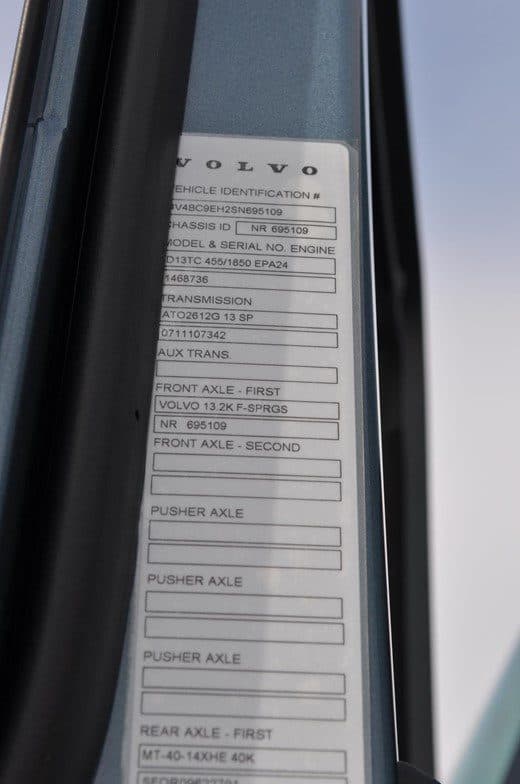 VOLVO
VEHICLE IDENTIFICATION #
V4BC9EH2SN695109
CHASSIS ID NR 695109
MODEL & SERIAL NO. ENGINE
D13TC 455/1850 EPA24
1468736
TRANSMISSION
ATO2612G 13 SP
0711107342
AUX TRANS.
FRONT AXLE - FIRST
VOLVO 13.2K F-SPRGS
NR 695109
FRONT AXLE - SECOND
PUSHER AXLE
PUSHER AXLE
PUSHER AXLE
REAR AXLE - FIRST
MT-40-14XHE 40K